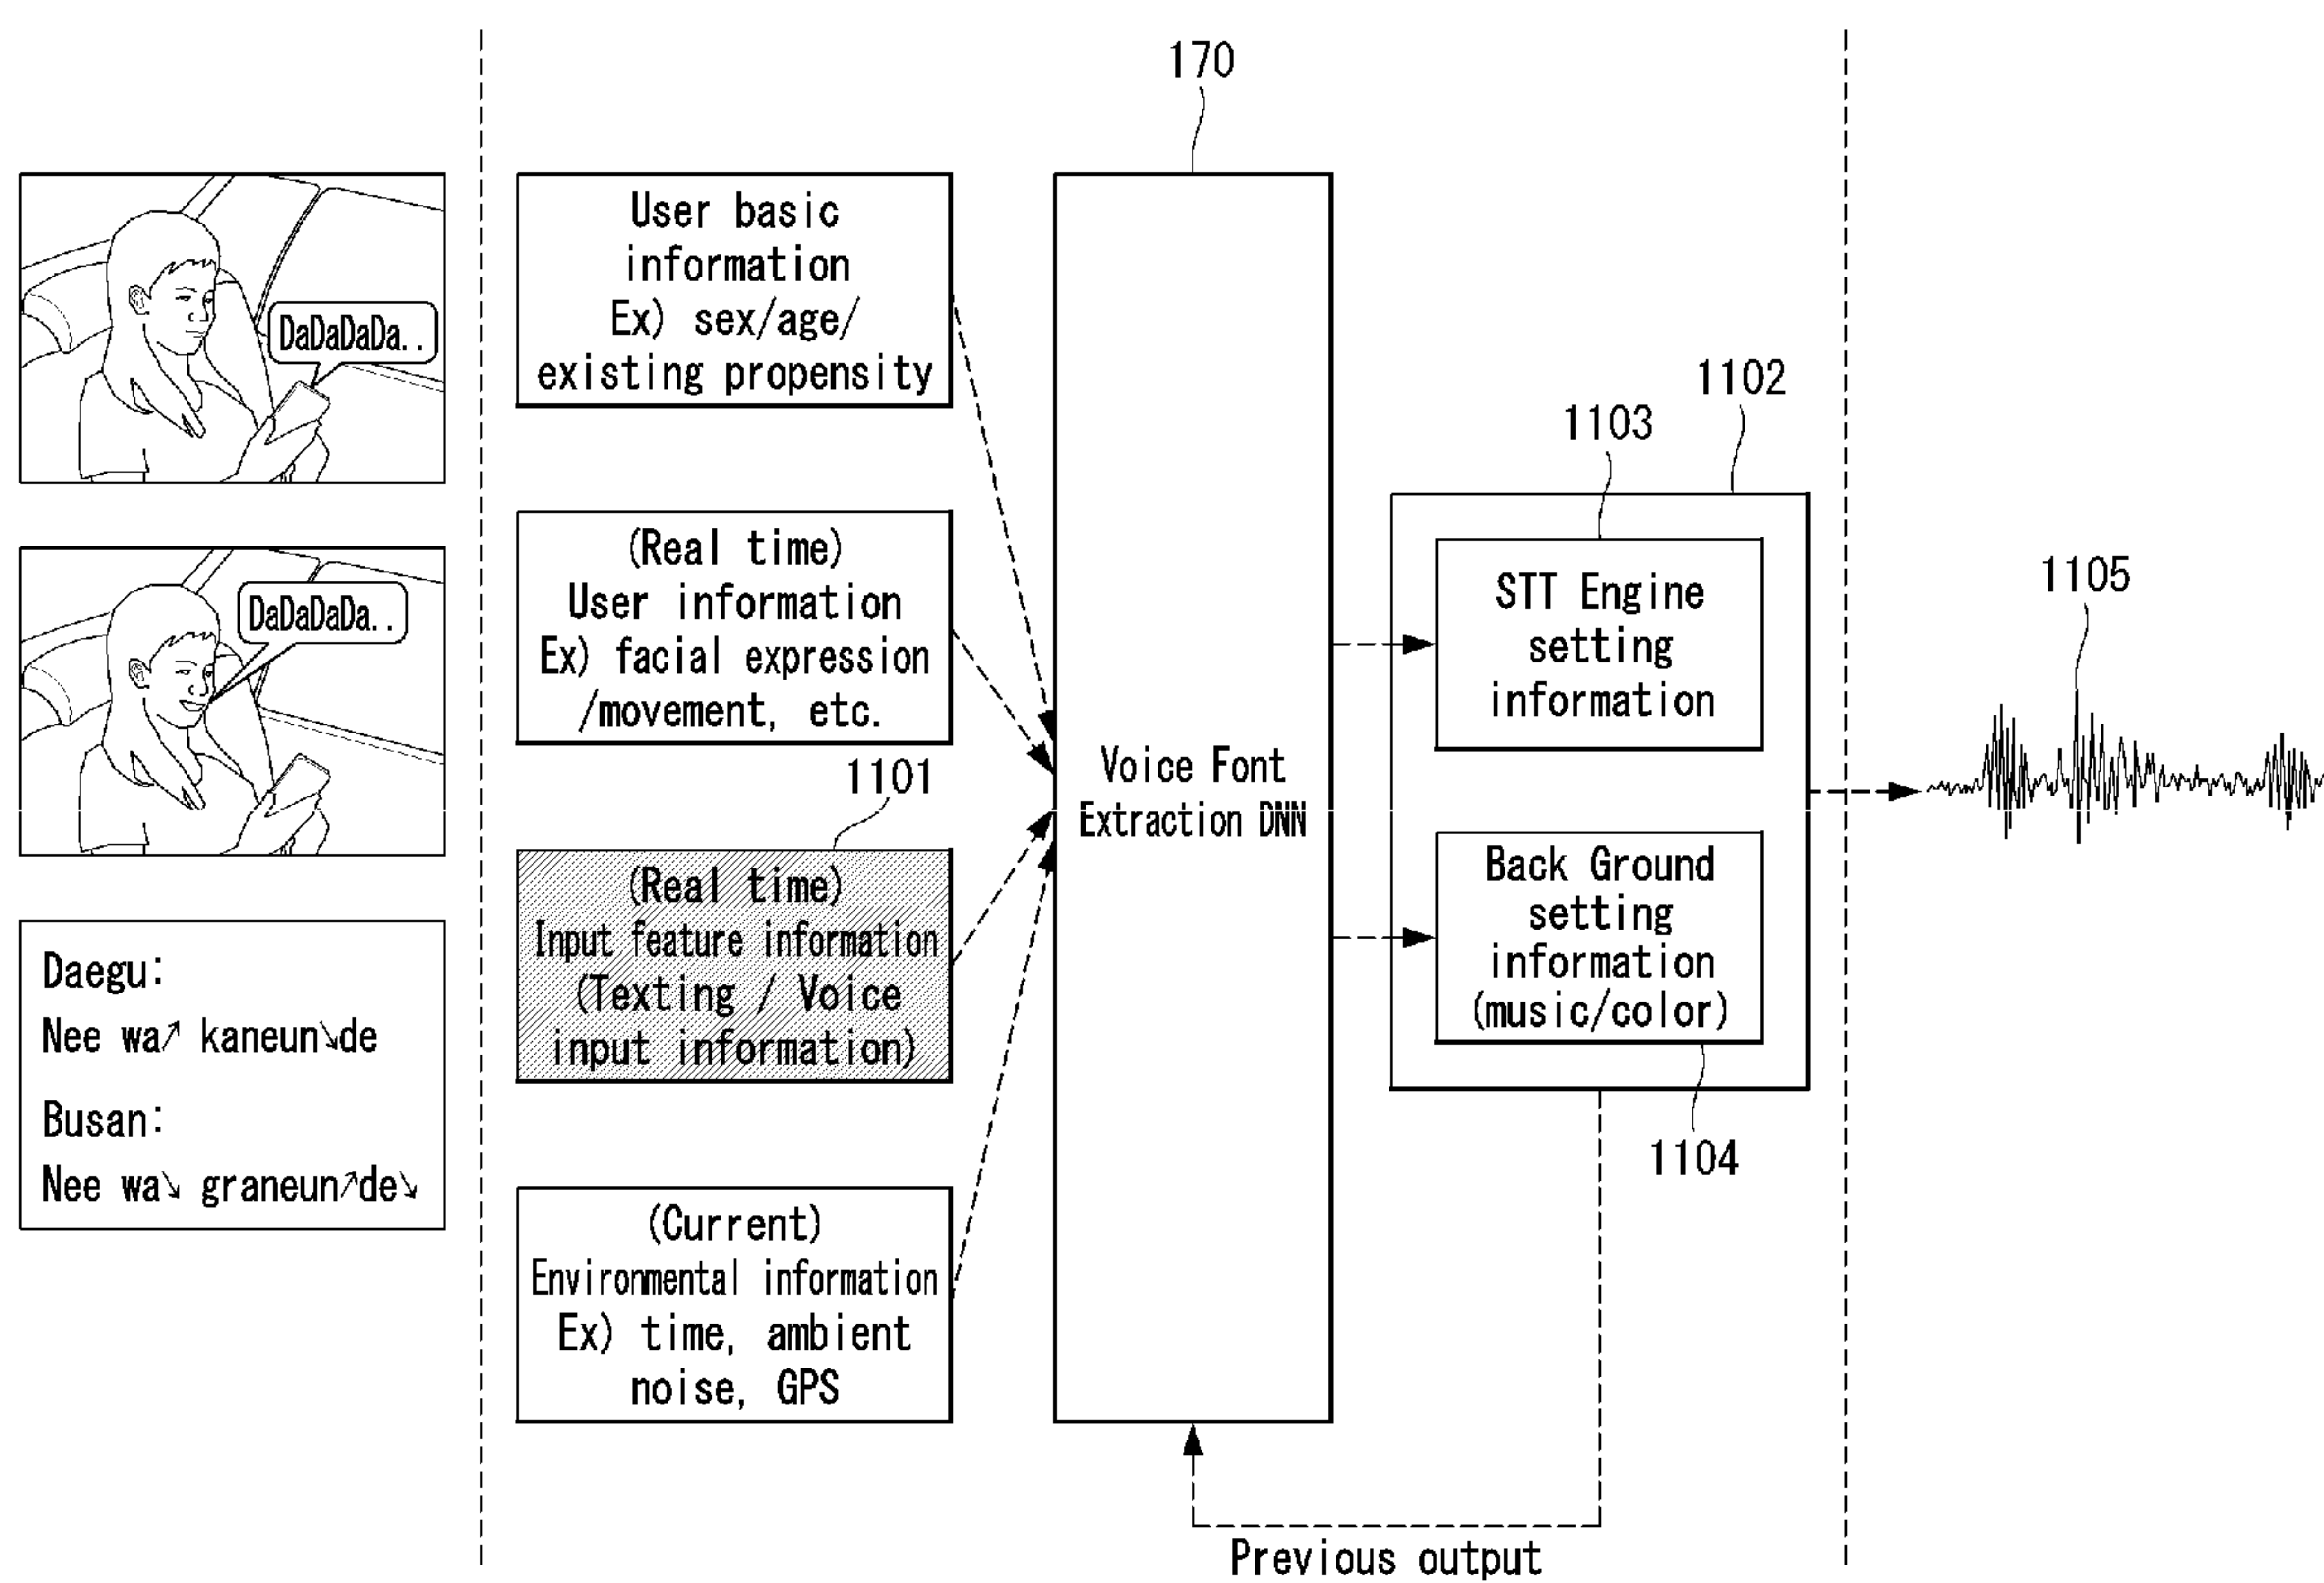 170
DaDaDaDa..
DaDaDaDa..
Daegu:
Nee wa↗ kaneun↘de
Busan:
Nee wa↘ graneun↗de↘
User basic
information
Ex) sex/age/
existing propensity
(Real time)
User information
Ex) facial expression
/movement, etc.
1101
(Real time)
Input feature information
(Texting / Voice
input information)
(Current)
Environmental information
Ex) time, ambient
noise, GPS
Voice Font
Extraction DNN
1102
1103
STT Engine
setting
information
Back Ground
setting
information
(music/color)
1104
1105
Previous output